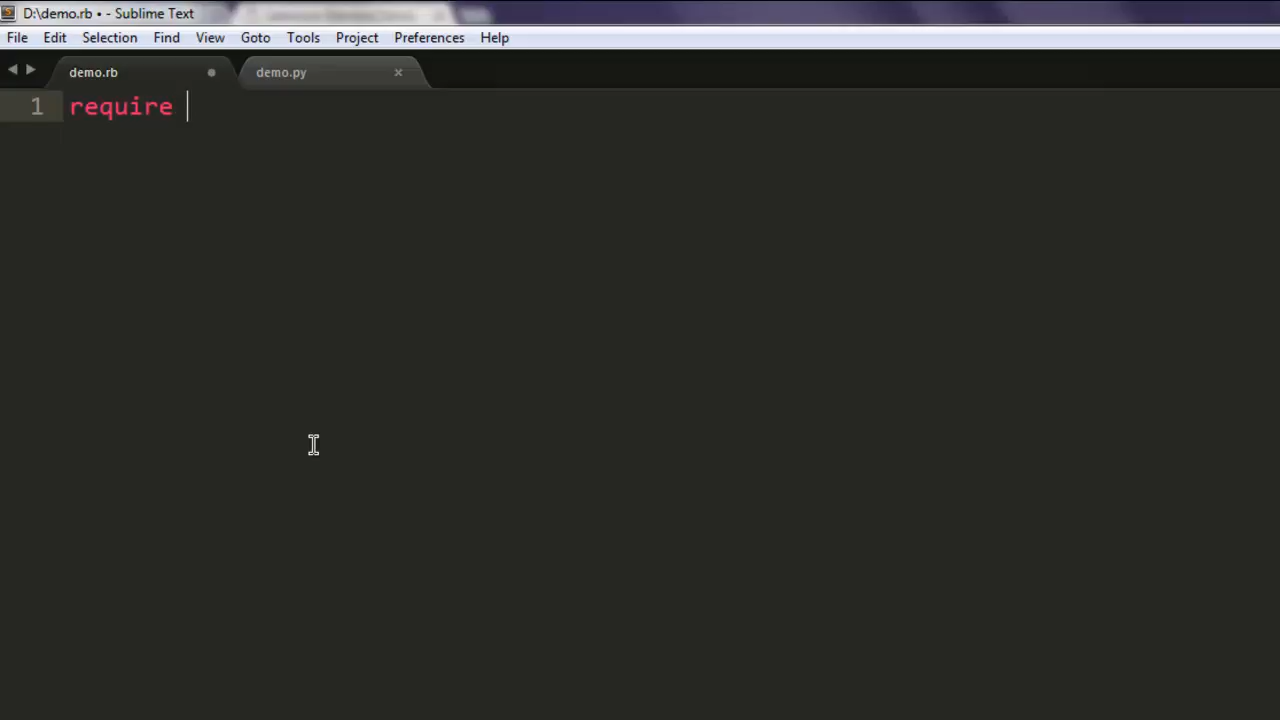 D:\demo.rb • - Sublime Text
File Edit Selection Find View Goto Tools Project Preferences Help
demo.rb demo.py
1 require